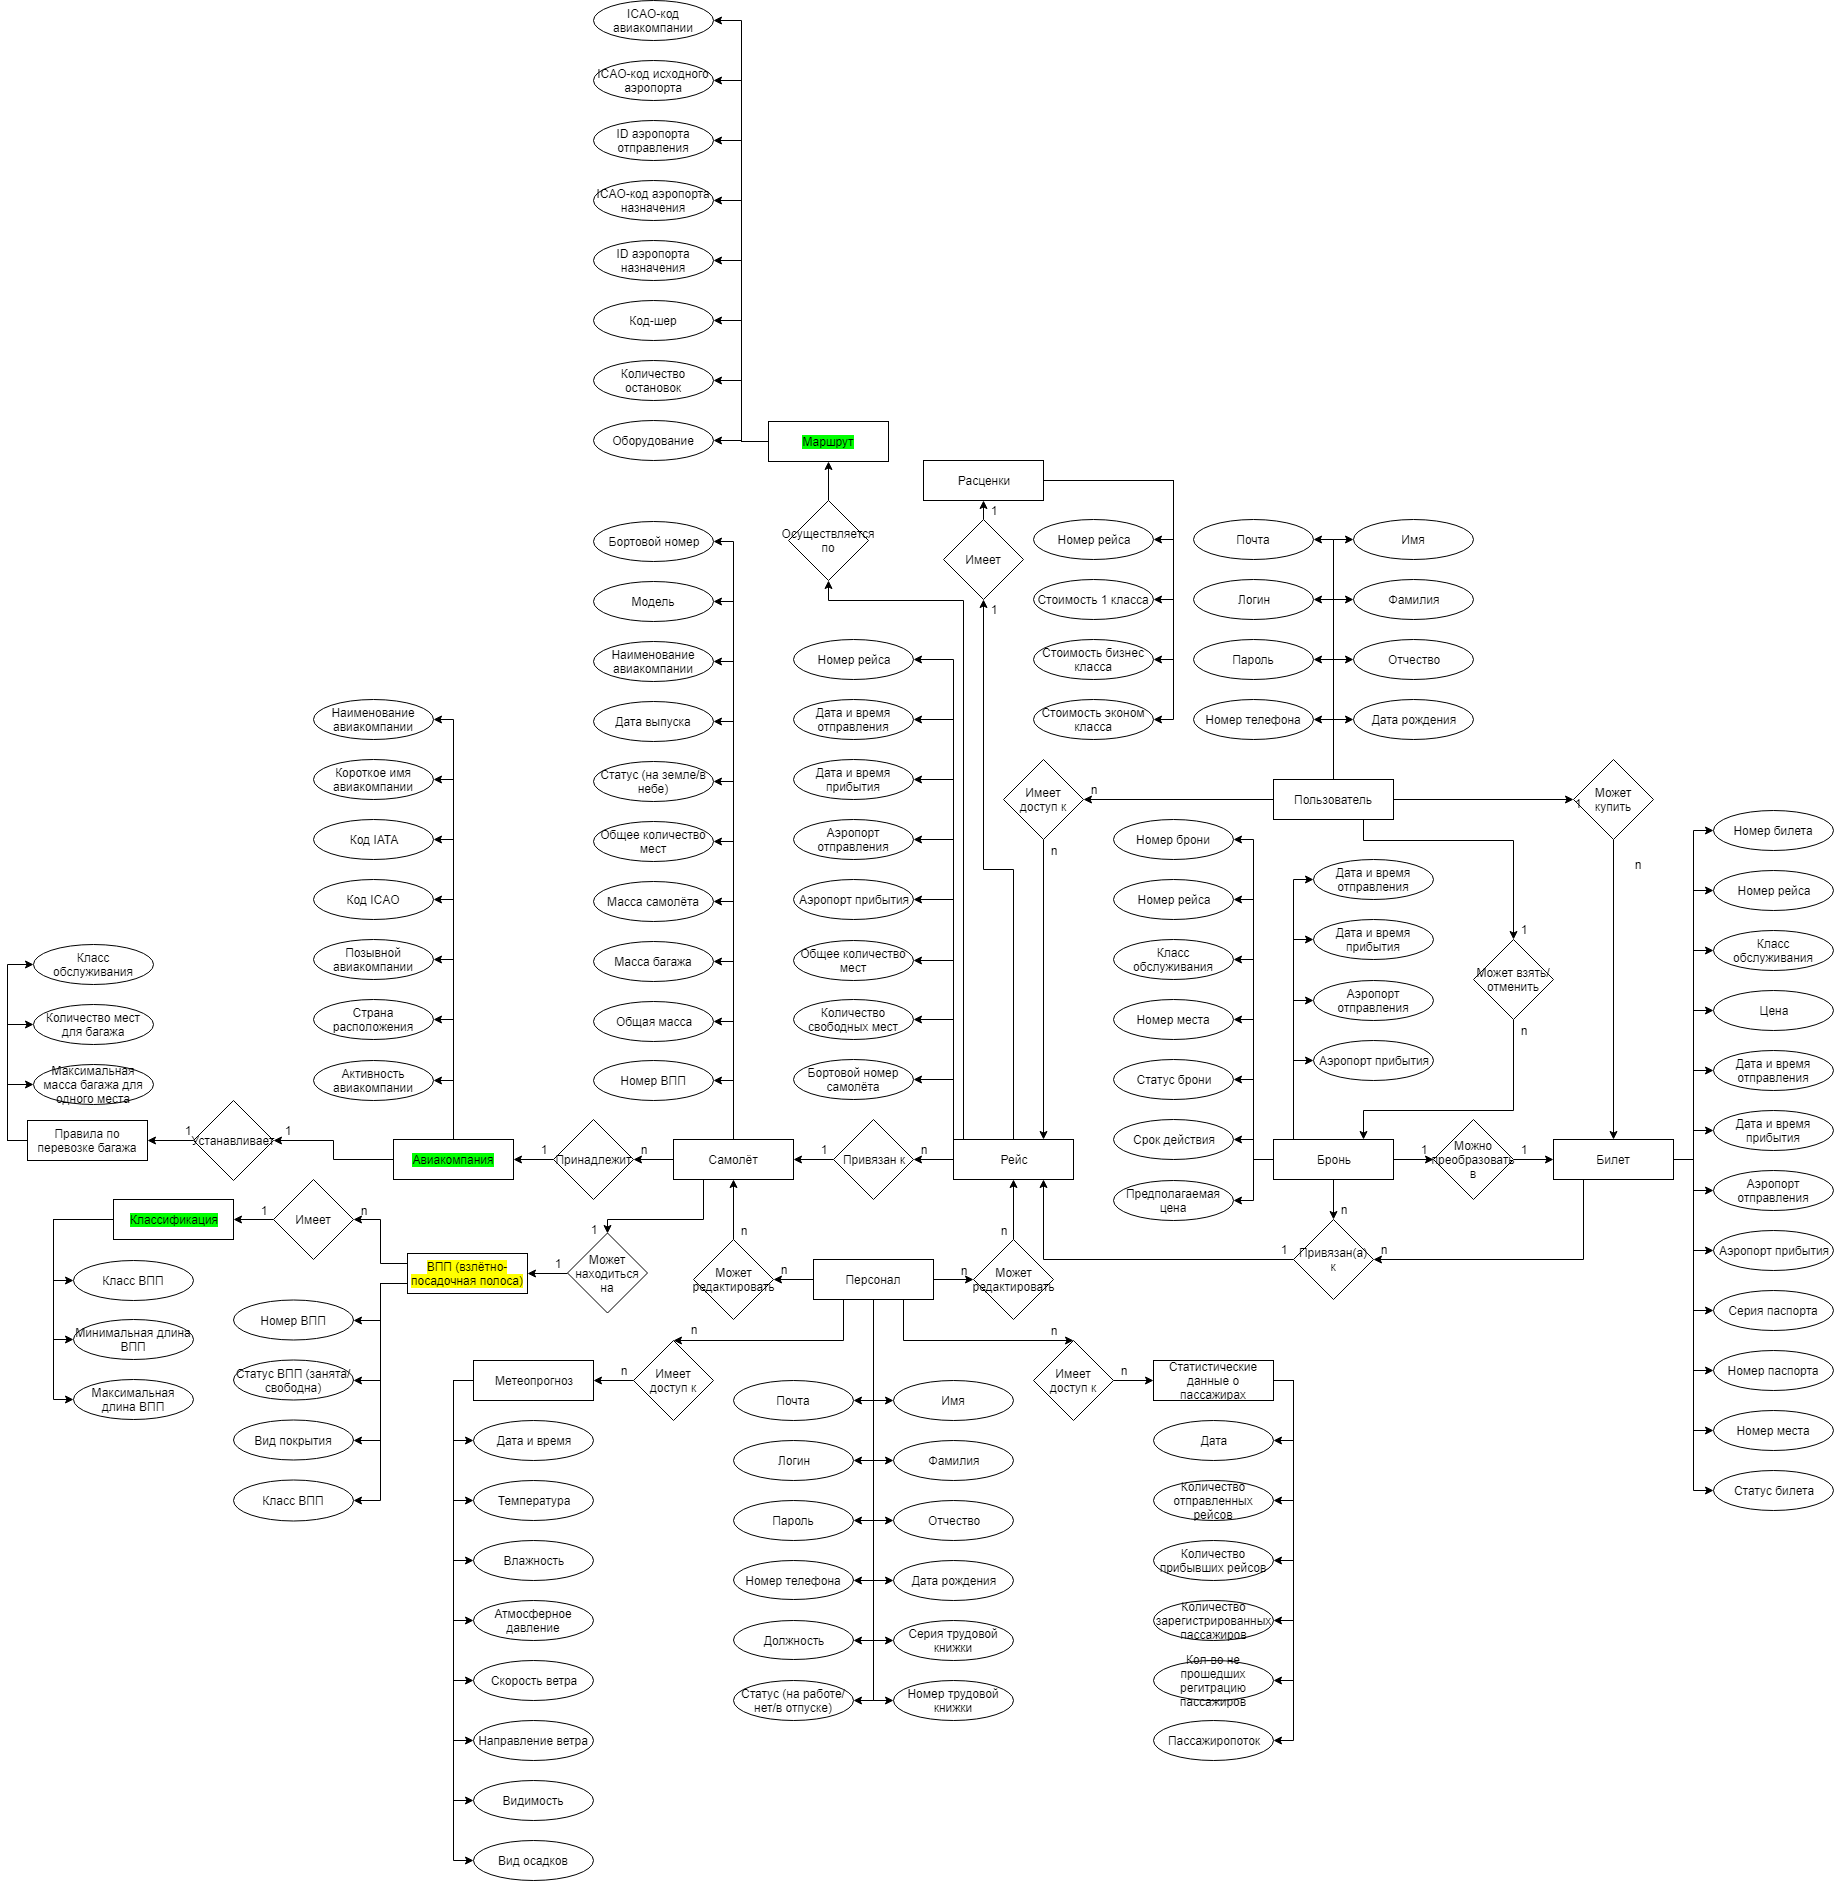 ICAO-код
авиакомпании
ICAO-код исходного
аэропорта
ID аэропорта
отправления
ICAO-код аэропорта
назначения
ID аэропорта
назначения
Код-шер
Количество
остановок
Оборудование
Маршрут
Осуществляется
по
Расценки
1
Имеет
1
Номер рейса
Стоимость 1 класса
Стоимость бизнес
класса
Стоимость эконом
класса
Почта
Имя
Логин
Фамилия
Пароль
Отчество
Номер телефона
Дата рождения
Пользователь
n
Имеет
доступ к
n
1
Может
купить
n
1
Может взять/
отменить
n
Бортовой номер
Модель
Наименование
авиакомпании
Дата выпуска
Статус (на земле/в
небе)
Общее количество
мест
Масса самолёта
Масса багажа
Общая масса
Номер ВПП
Номер рейса
Дата и время
отправления
Дата и время
прибытия
Аэропорт
отправления
Аэропорт прибытия
Общее количество
мест
Количество
свободных мест
Бортовой номер
самолёта
Наименование
авиакомпании
Короткое имя
авиакомпании
Код IATA
Код ICAO
Позывной
авиакомпании
Страна
расположения
Активность
авиакомпании
Класс
обслуживания
Количество мест
для багажа
Максимальная
масса багажа для
одного места
Правила по
перевозке багажа
1
Устанавливает
1
Авиакомпания
1
Принадлежит
n
Самолёт
1
Привязан к
n
Рейс
Номер брони
Номер рейса
Класс
обслуживания
Номер места
Статус брони
Срок действия
Предполагаемая
цена
Дата и время
отправления
Дата и время
прибытия
Аэропорт
отправления
Аэропорт прибытия
Бронь
1
Можно
преобразовать
в
1
Билет
Номер билета
Номер рейса
Класс
обслуживания
Цена
Дата и время
отправления
Дата и время
прибытия
Аэропорт
отправления
Аэропорт прибытия
Серия паспорта
Номер паспорта
Номер места
Статус билета
n
1
Привязан(а)
к
n
Классификация
1
Имеет
n
Класс ВПП
Минимальная длина
ВПП
Максимальная
длина ВПП
ВПП (взлётно-
посадочная полоса)
1
1
Может
находиться
на
Номер ВПП
Статус ВПП (занята/
свободна)
Вид покрытия
Класс ВПП
n
Может
редактировать
n
Персонал
n
Может
редактировать
n
n
Имеет
доступ к
n
Метеопрогноз
Дата и время
Температура
Влажность
Атмосферное
давление
Скорость ветра
Направление ветра
Видимость
Вид осадков
Почта
Имя
Логин
Фамилия
Пароль
Отчество
Номер телефона
Дата рождения
Должность
Серия трудовой
книжки
Статус (на работе/
нет/в отпуске)
Номер трудовой
книжки
n
Имеет
доступ к
n
Статистические
данные о
пассажирах
Дата
Количество
отправленных
рейсов
Количество
прибывших рейсов
Количество
зарегистрированных
пассажиров
Кол-во не
прошедших
регитрацию
пассажиров
Пассажиропоток